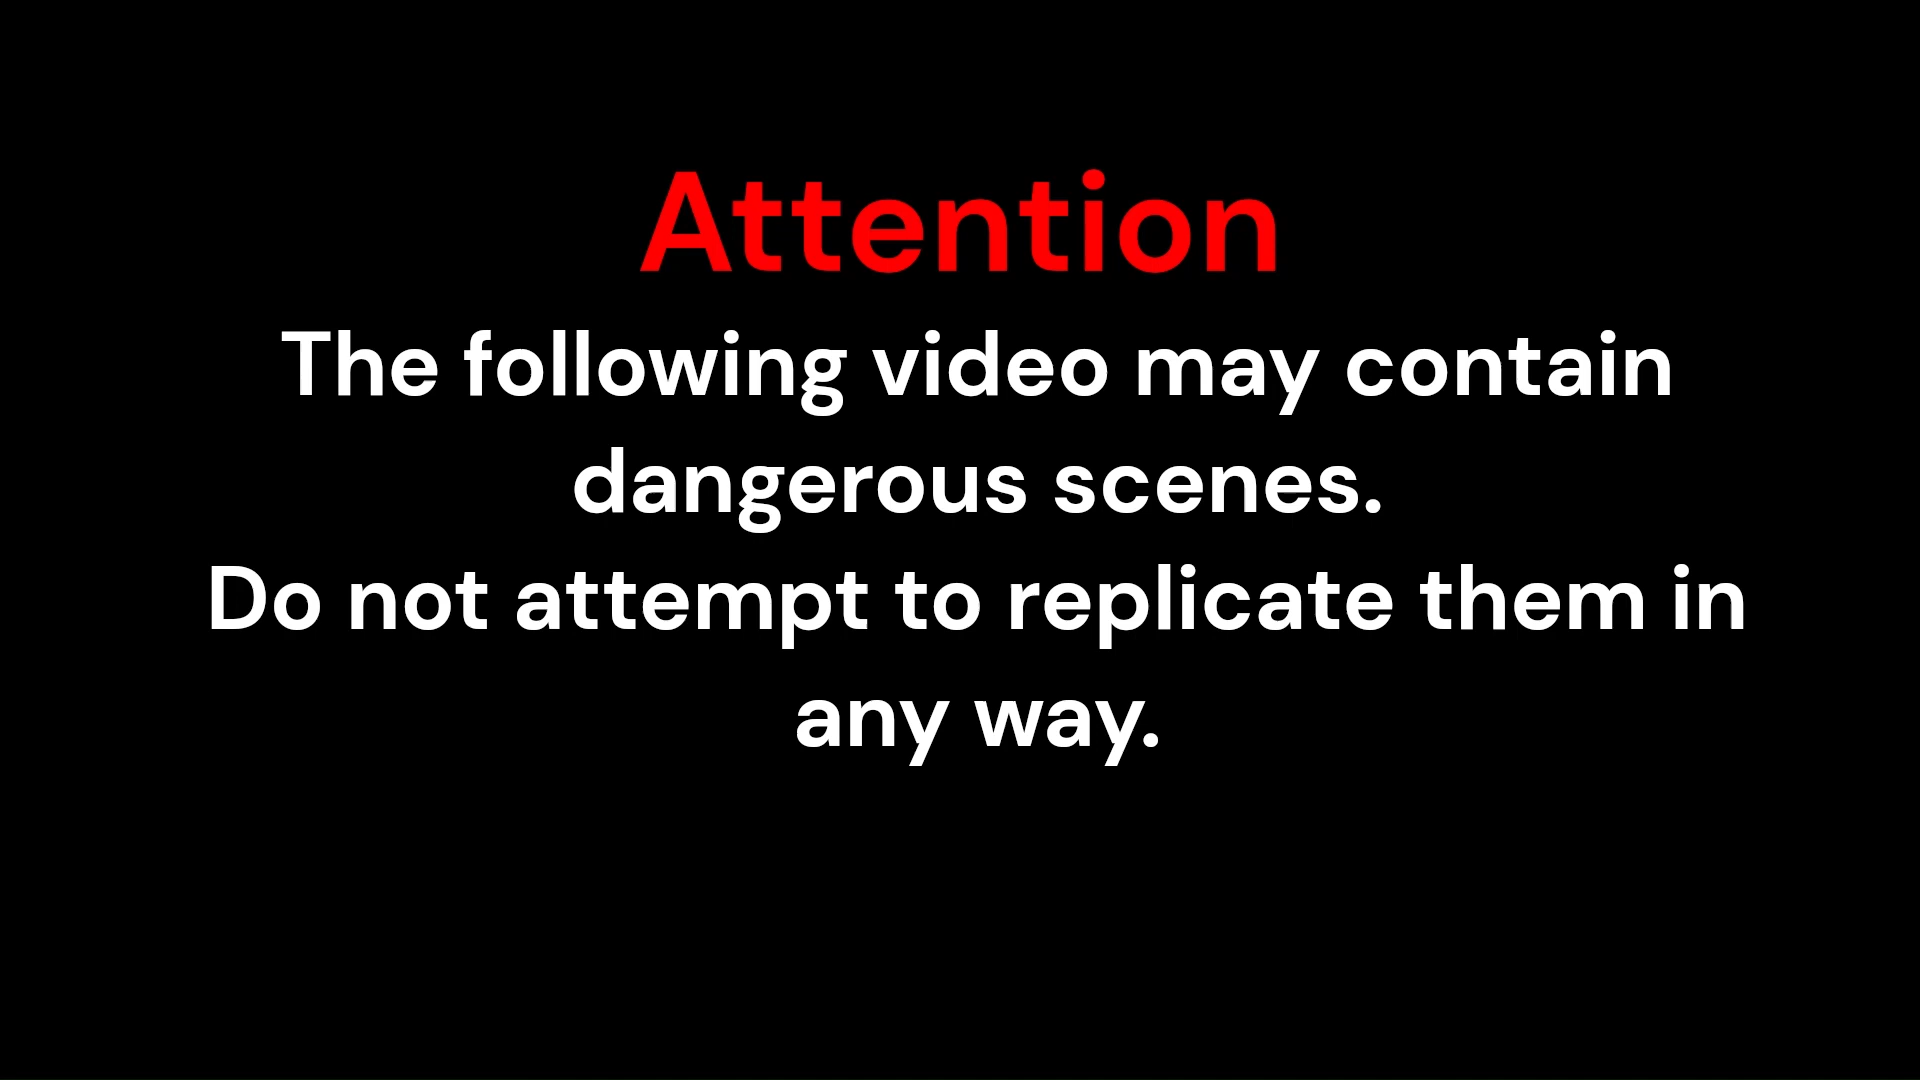 Attention
The following video may contain
dangerous scenes.
Do not attempt to replicate them in
any way.